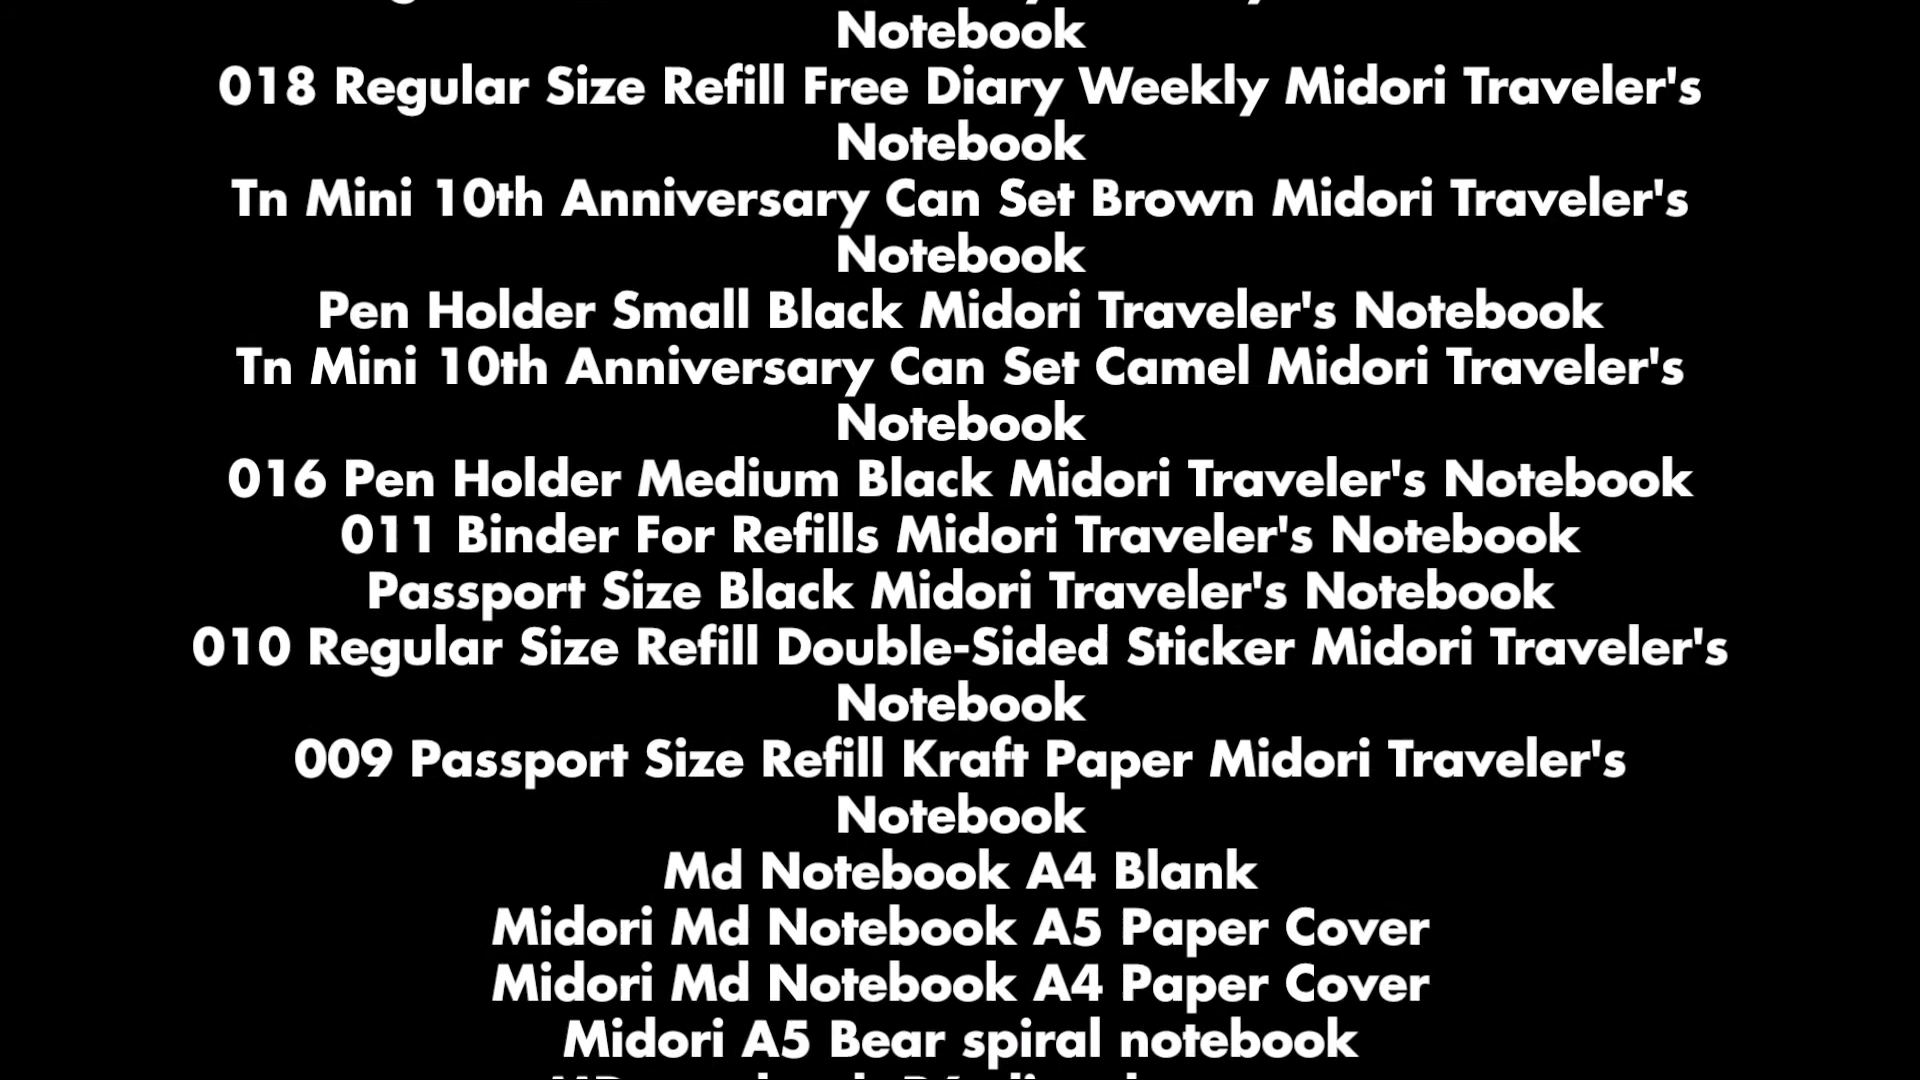 Notebook
018 Regular Size Refill Free Diary Weekly Midori Traveler's
Notebook
Tn Mini 10th Anniversary Can Set Brown Midori Traveler's
Notebook
Pen Holder Small Black Midori Traveler's Notebook
Tn Mini 10th Anniversary Can Set Camel Midori Traveler's
Notebook
016 Pen Holder Medium Black Midori Traveler's Notebook
011 Binder For Refills Midori Traveler's Notebook
Passport Size Black Midori Traveler's Notebook
010 Regular Size Refill Double-Sided Sticker Midori Traveler's
Notebook
009 Passport Size Refill Kraft Paper Midori Traveler's
Notebook
Md Notebook A4 Blank
Midori Md Notebook A5 Paper Cover
Midori Md Notebook A4 Paper Cover
Midori A5 Bear spiral notebook